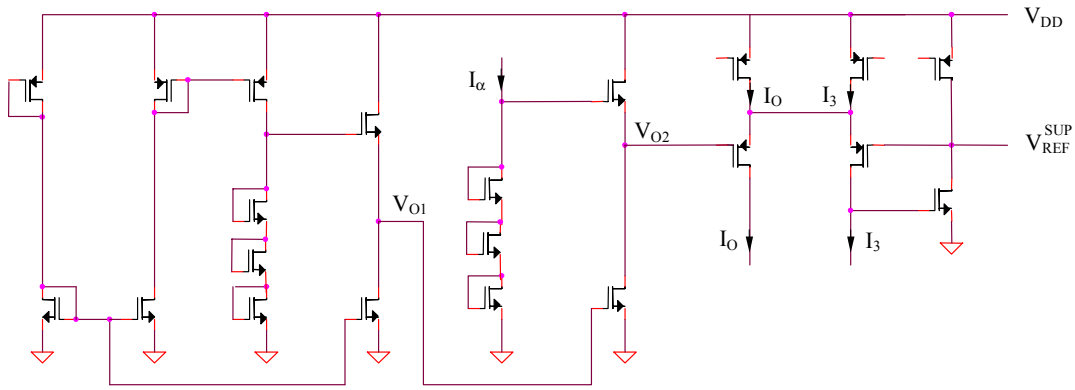 V_DD
I_α
I_O I_3
V_O2
V_REF^SUP
V_O1
I_O I_3